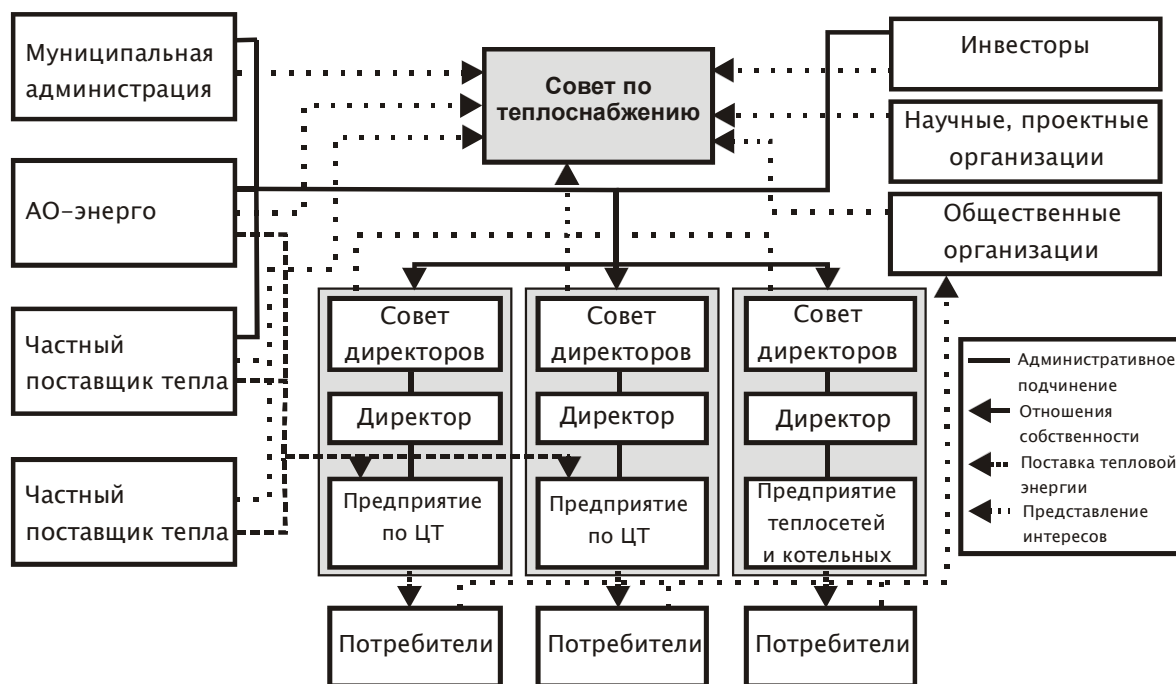 Муниципальная
администрация
АО-энерго
Частный
поставщик тепла
Частный
поставщик тепла
Совет по
теплоснабжению
Инвесторы
Научные, проектные
организации
Общественные
организации
Совет
директоров
Директор
Предприятие
по ЦТ
Потребители
Совет
директоров
Директор
Предприятие
по ЦТ
Потребители
Совет
директоров
Директор
Предприятие
теплосетей
и котельных
Потребители
Административное
подчинение
Отношения
собственности
Поставка тепловой
энергии
Представление
интересов